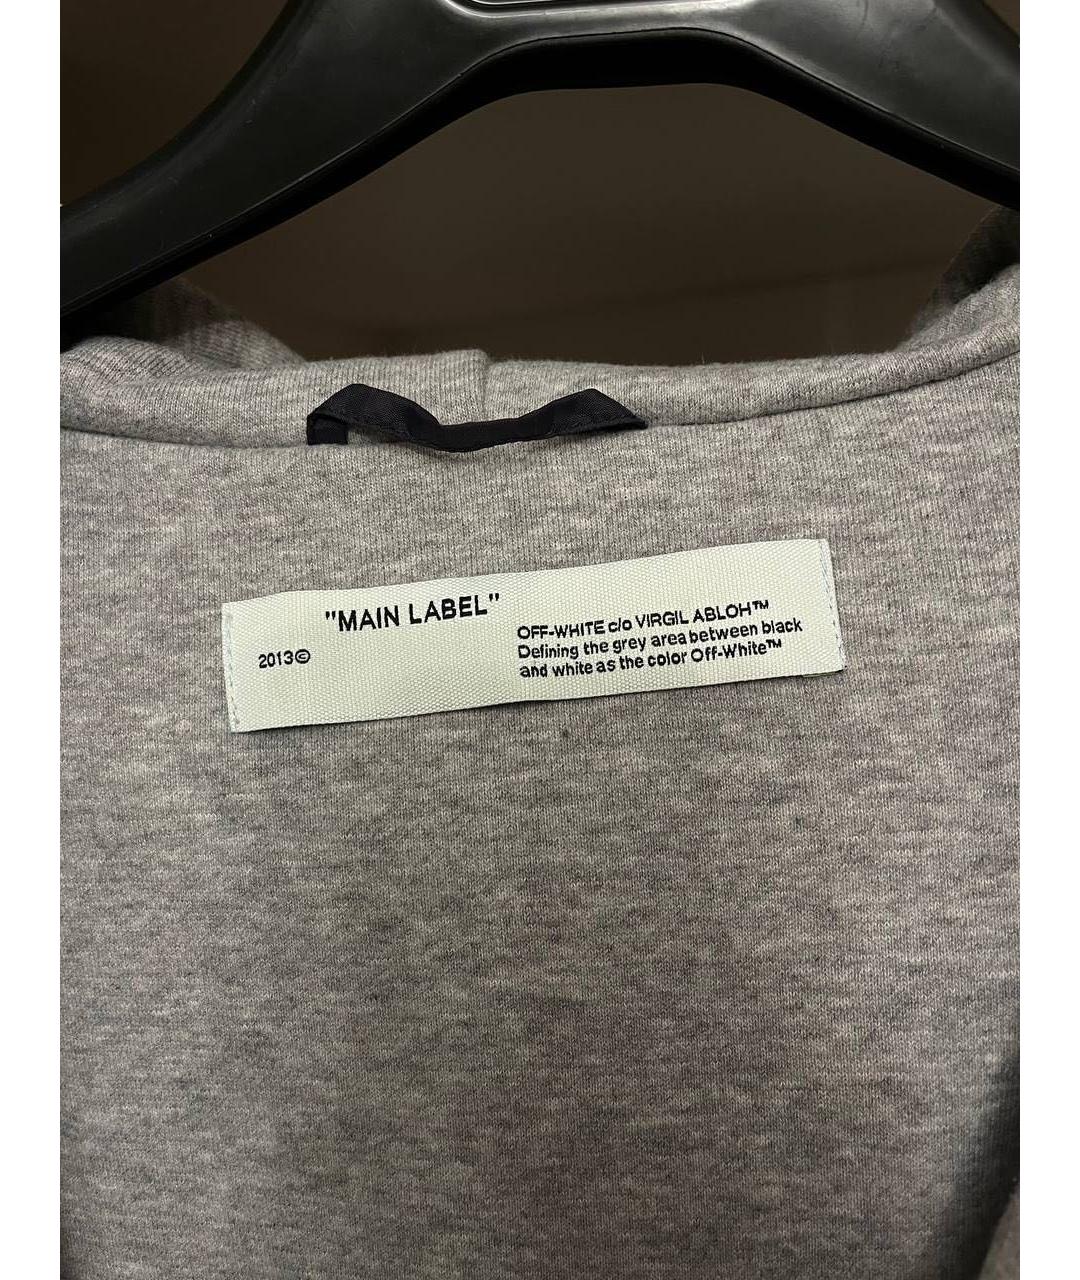 "MAIN LABEL"
2013©
OFF-WHITE c/o VIRGIL ABLOH™
Defining the grey area between black
and white as the color Off-White™